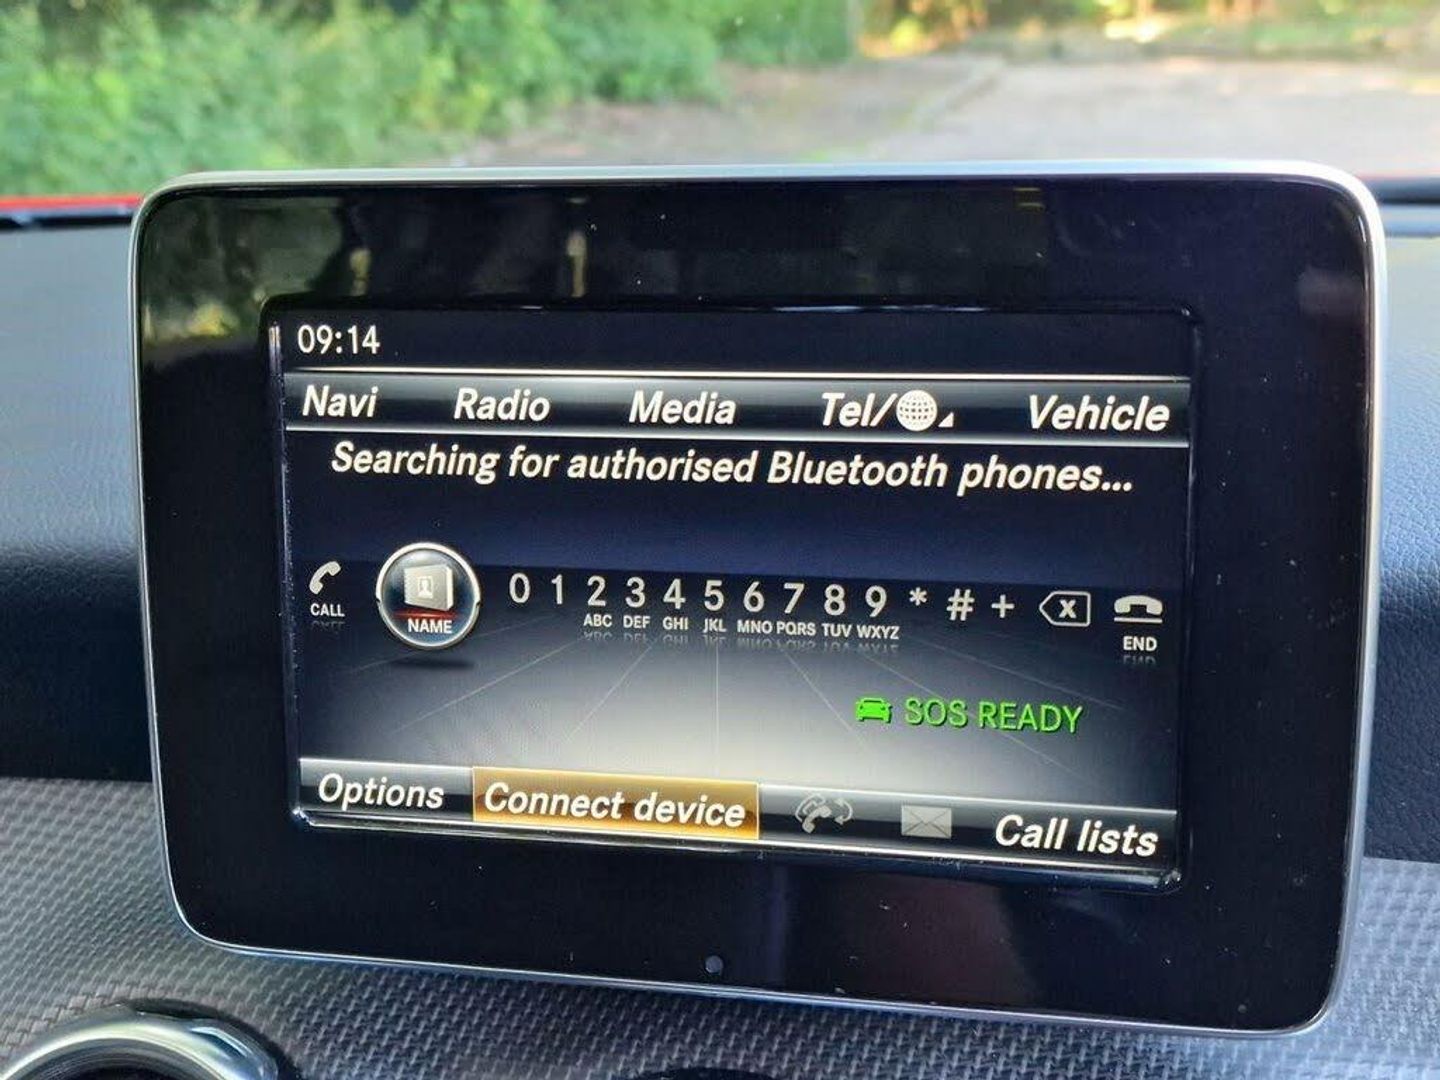 09:14
Navi Radio Media Tel/ Vehicle
Searching for authorised Bluetooth phones...
CALL NAME 0 1 2 3 4 5 6 7 8 9 * # + x END
ABC DEF GHI JKL MNO PQRS TUV WXYZ
SOS READY
Options Connect device Call lists